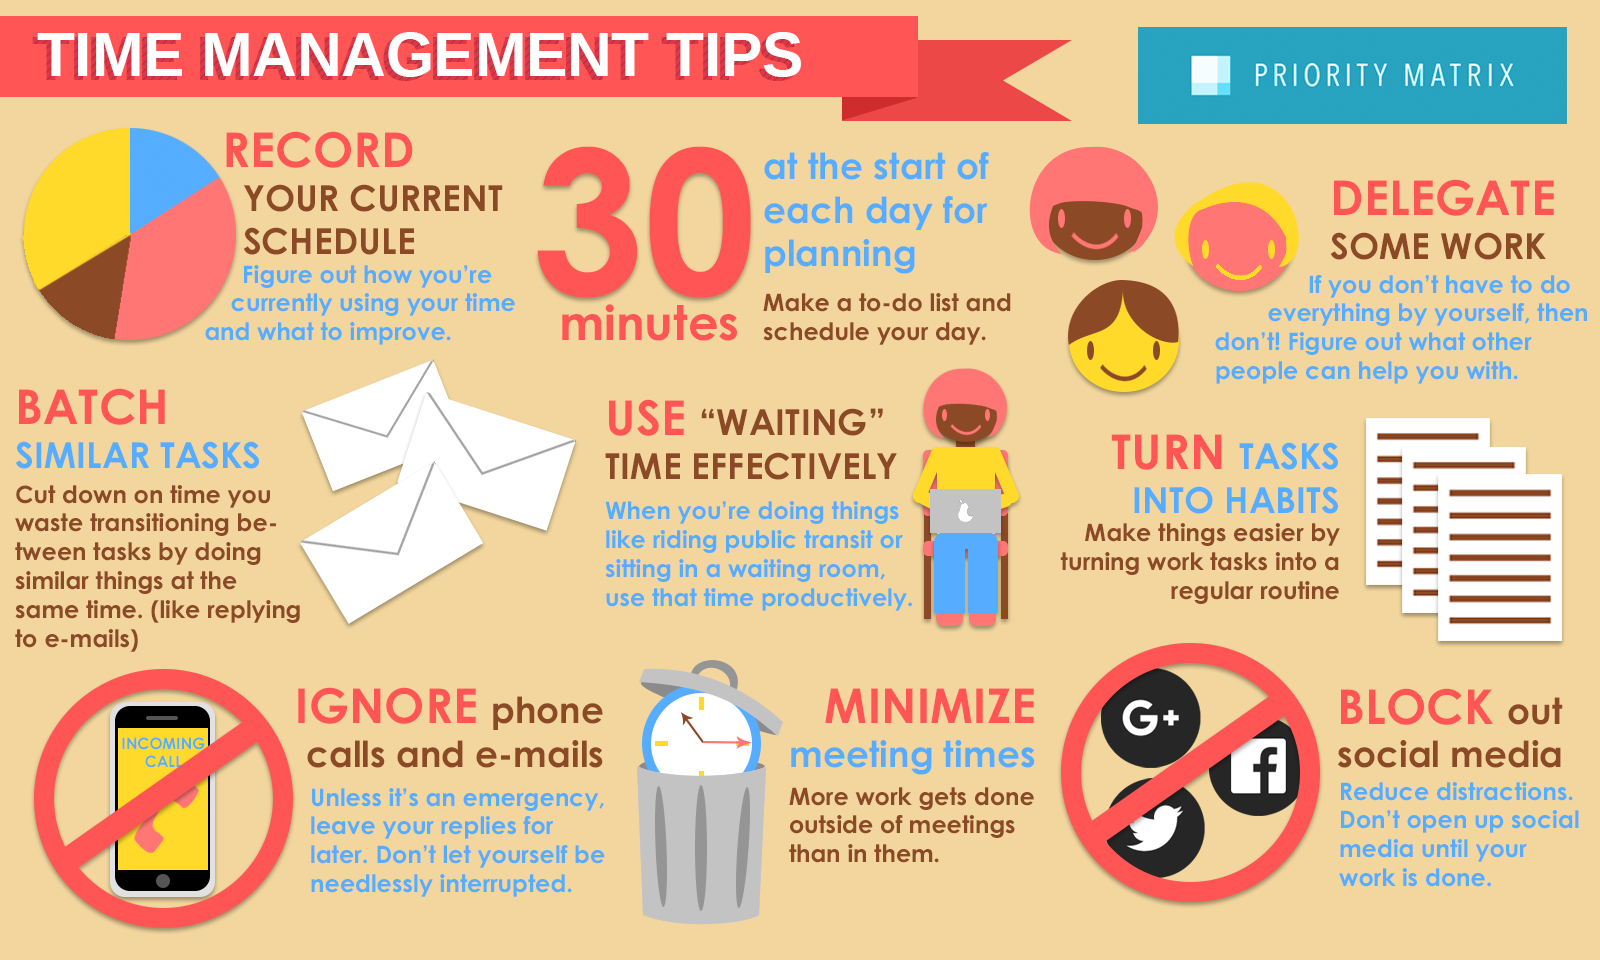 TIME MANAGEMENT TIPS
PRIORITY MATRIX
RECORD
YOUR CURRENT
SCHEDULE
Figure out how you’re
currently using your time
and what to improve.
30
minutes
at the start of
each day for
planning
Make a to-do list and
schedule your day.
DELEGATE
SOME WORK
If you don’t have to do
everything by yourself, then
don’t! Figure out what other
people can help you with.
BATCH
SIMILAR TASKS
Cut down on time you
waste transitioning be-
tween tasks by doing
similar things at the
same time. (like replying
to e-mails)
USE “WAITING”
TIME EFFECTIVELY
When you’re doing things
like riding public transit or
sitting in a waiting room,
use that time productively.
TURN TASKS
INTO HABITS
Make things easier by
turning work tasks into a
regular routine
INCOMING
CALL
IGNORE phone
calls and e-mails
Unless it’s an emergency,
leave your replies for
later. Don’t let yourself be
needlessly interrupted.
MINIMIZE
meeting times
More work gets done
outside of meetings
than in them.
G+
f
BLOCK out
social media
Reduce distractions.
Don’t open up social
media until your
work is done.